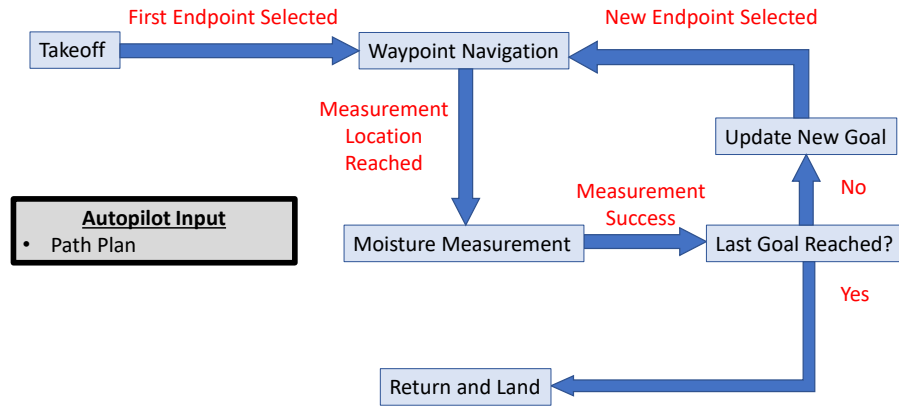 First Endpoint Selected
New Endpoint Selected
Takeoff
Waypoint Navigation
Measurement
Location
Reached
Update New Goal
Autopilot Input
• Path Plan
Measurement
Success
No
Moisture Measurement
Last Goal Reached?
Yes
Return and Land